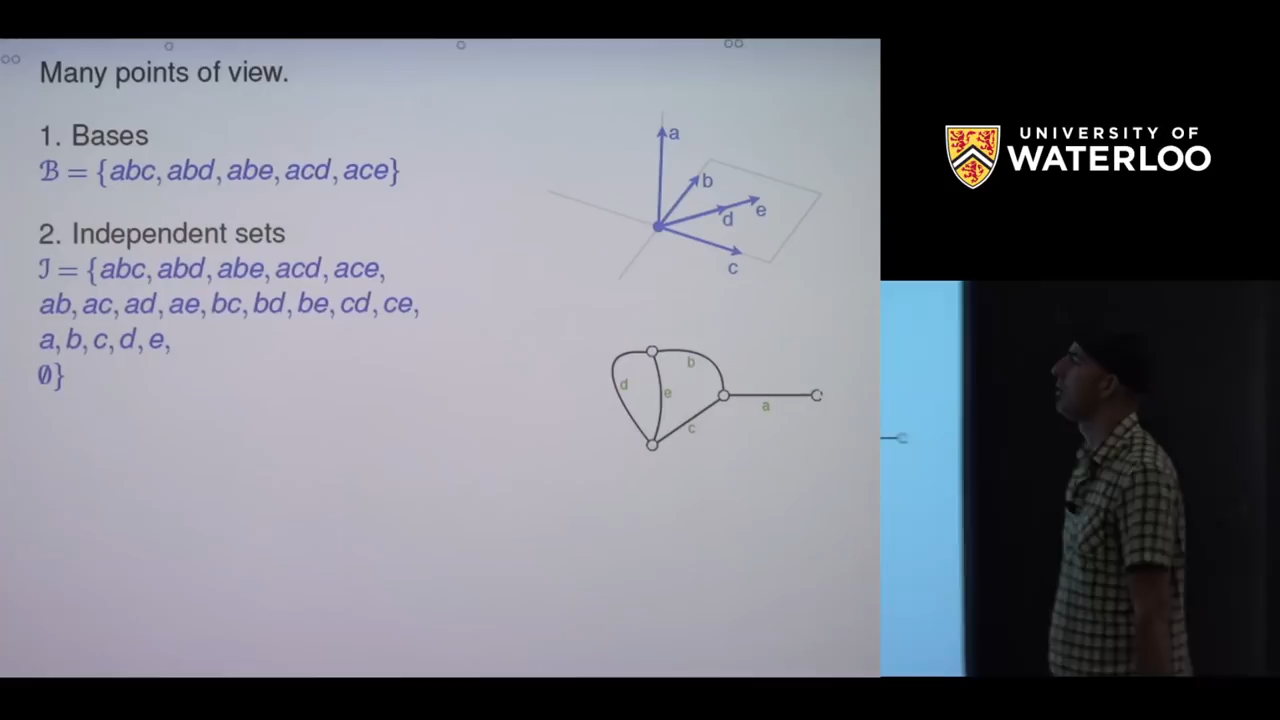 Many points of view.
1. Bases
ℬ = {abc, abd, abe, acd, ace}
2. Independent sets
ℐ = {abc, abd, abe, acd, ace,
ab, ac, ad, ae, bc, bd, be, cd, ce,
a, b, c, d, e,
∅}
a
b
d
e
c
b
d
e
a
c
UNIVERSITY OF
WATERLOO